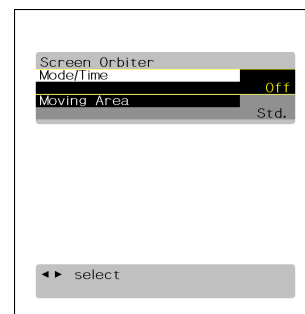 Screen Orbiter
Mode/Time
Off
Moving Area
Std.
◄► select